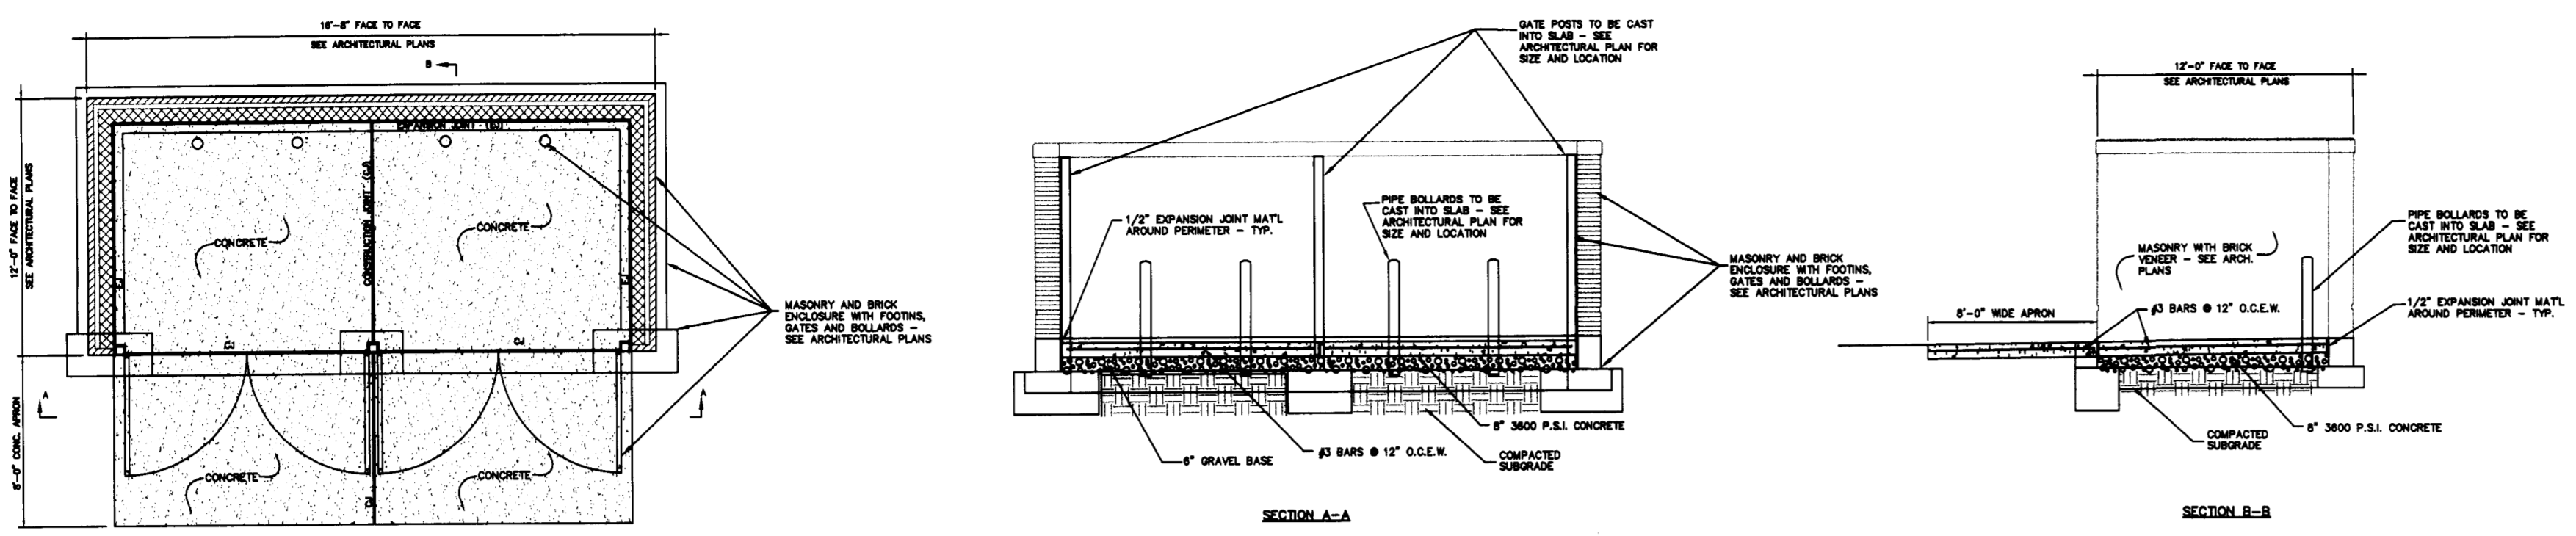 16'-8" FACE TO FACE
SEE ARCHITECTURAL PLANS
B
12'-0" FACE TO FACE
SEE ARCHITECTURAL PLANS
EXPANSION JOINT (EJ)
CONSTRUCTION JOINT (CJ)
CONCRETE
CONCRETE
EJ
EJ
CJ
CJ
MASONRY AND BRICK
ENCLOSURE WITH FOOTINS,
GATES AND BOLLARDS -
SEE ARCHITECTURAL PLANS
A
A
8'-0" CONC. APRON
CONCRETE
CONCRETE
CJ
GATE POSTS TO BE CAST
INTO SLAB - SEE
ARCHITECTURAL PLAN FOR
SIZE AND LOCATION
1/2" EXPANSION JOINT MAT'L
AROUND PERIMETER - TYP.
PIPE BOLLARDS TO BE
CAST INTO SLAB - SEE
ARCHITECTURAL PLAN FOR
SIZE AND LOCATION
MASONRY AND BRICK
ENCLOSURE WITH FOOTINS,
GATES AND BOLLARDS -
SEE ARCHITECTURAL PLANS
8" 3600 P.S.I. CONCRETE
#3 BARS @ 12" O.C.E.W.
6" GRAVEL BASE
COMPACTED
SUBGRADE
SECTION A-A
12'-0" FACE TO FACE
SEE ARCHITECTURAL PLANS
MASONRY WITH BRICK
VENEER - SEE ARCH.
PLANS
PIPE BOLLARDS TO BE
CAST INTO SLAB - SEE
ARCHITECTURAL PLAN FOR
SIZE AND LOCATION
8'-0" WIDE APRON
#3 BARS @ 12" O.C.E.W.
1/2" EXPANSION JOINT MAT'L
AROUND PERIMETER - TYP.
8" 3600 P.S.I. CONCRETE
COMPACTED
SUBGRADE
SECTION B-B